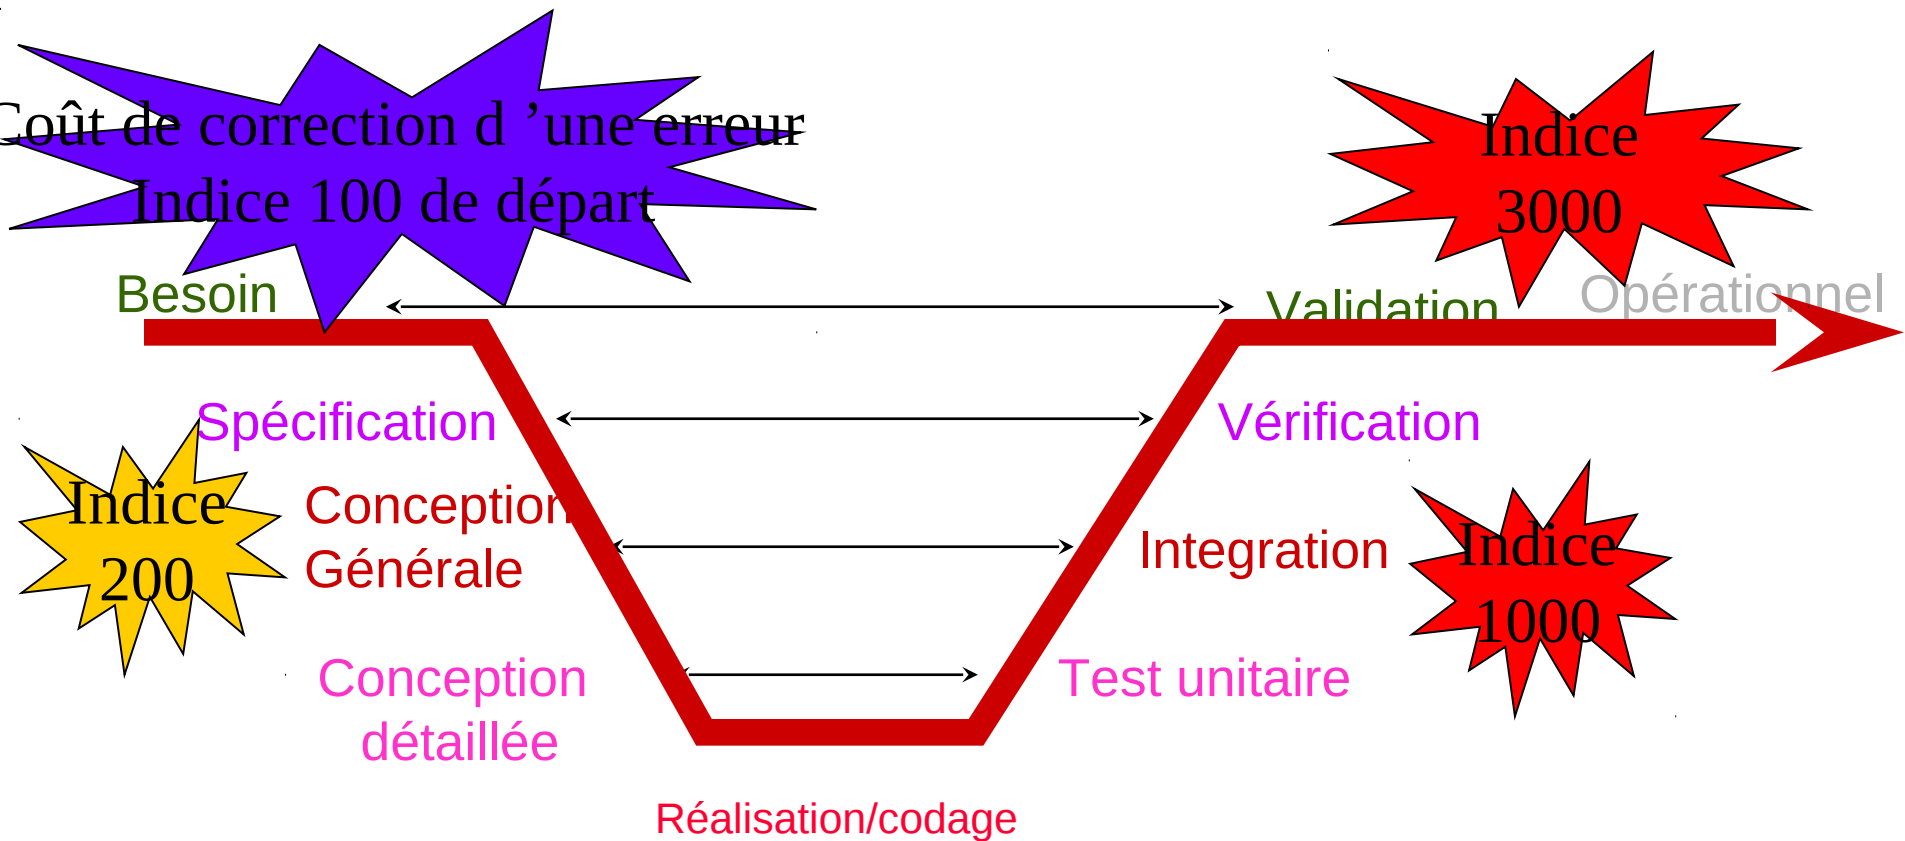 Coût de correction d ’une erreur
Indice 100 de départ
Indice
3000
Besoin
Validation
Opérationnel
Spécification
Vérification
Indice
200
Conception
Générale
Integration
Indice
1000
Conception
détaillée
Test unitaire
Réalisation/codage